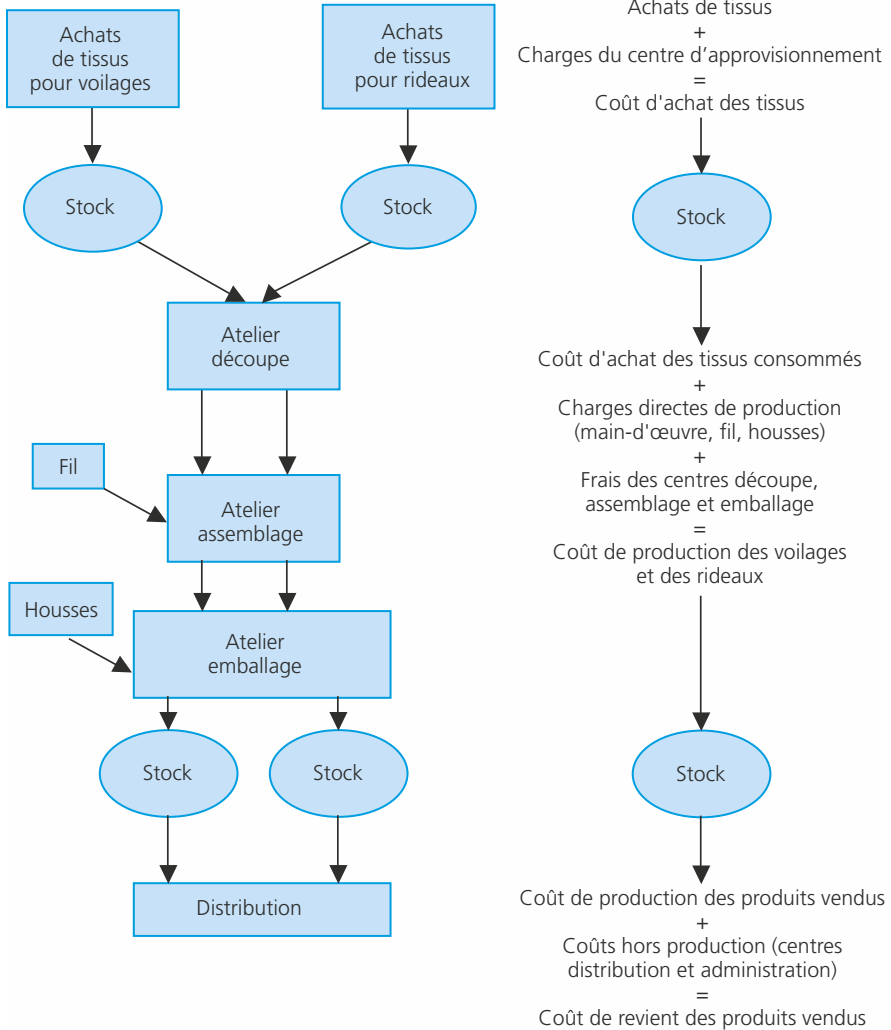 Achats
de tissus
pour voilages
Achats
de tissus
pour rideaux
Stock
Stock
Atelier
découpe
Fil
Atelier
assemblage
Housses
Atelier
emballage
Stock
Stock
Distribution
Achats de tissus
+
Charges du centre d’approvisionnement
=
Coût d'achat des tissus
Stock
Coût d'achat des tissus consommés
+
Charges directes de production
(main-d'œuvre, fil, housses)
+
Frais des centres découpe,
assemblage et emballage
=
Coût de production des voilages
et des rideaux
Stock
Coût de production des produits vendus
+
Coûts hors production (centres
distribution et administration)
=
Coût de revient des produits vendus